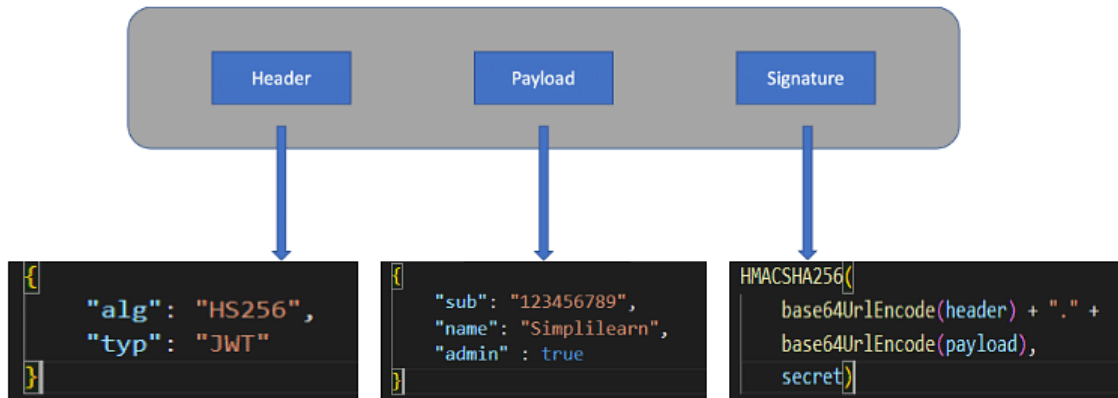 Header
Payload
Signature
{
"alg": "HS256",
"typ": "JWT"
}
{
"sub": "123456789",
"name": "Simplilearn",
"admin" : true
}
HMACSHA256(
base64UrlEncode(header) + "." +
base64UrlEncode(payload),
secret)